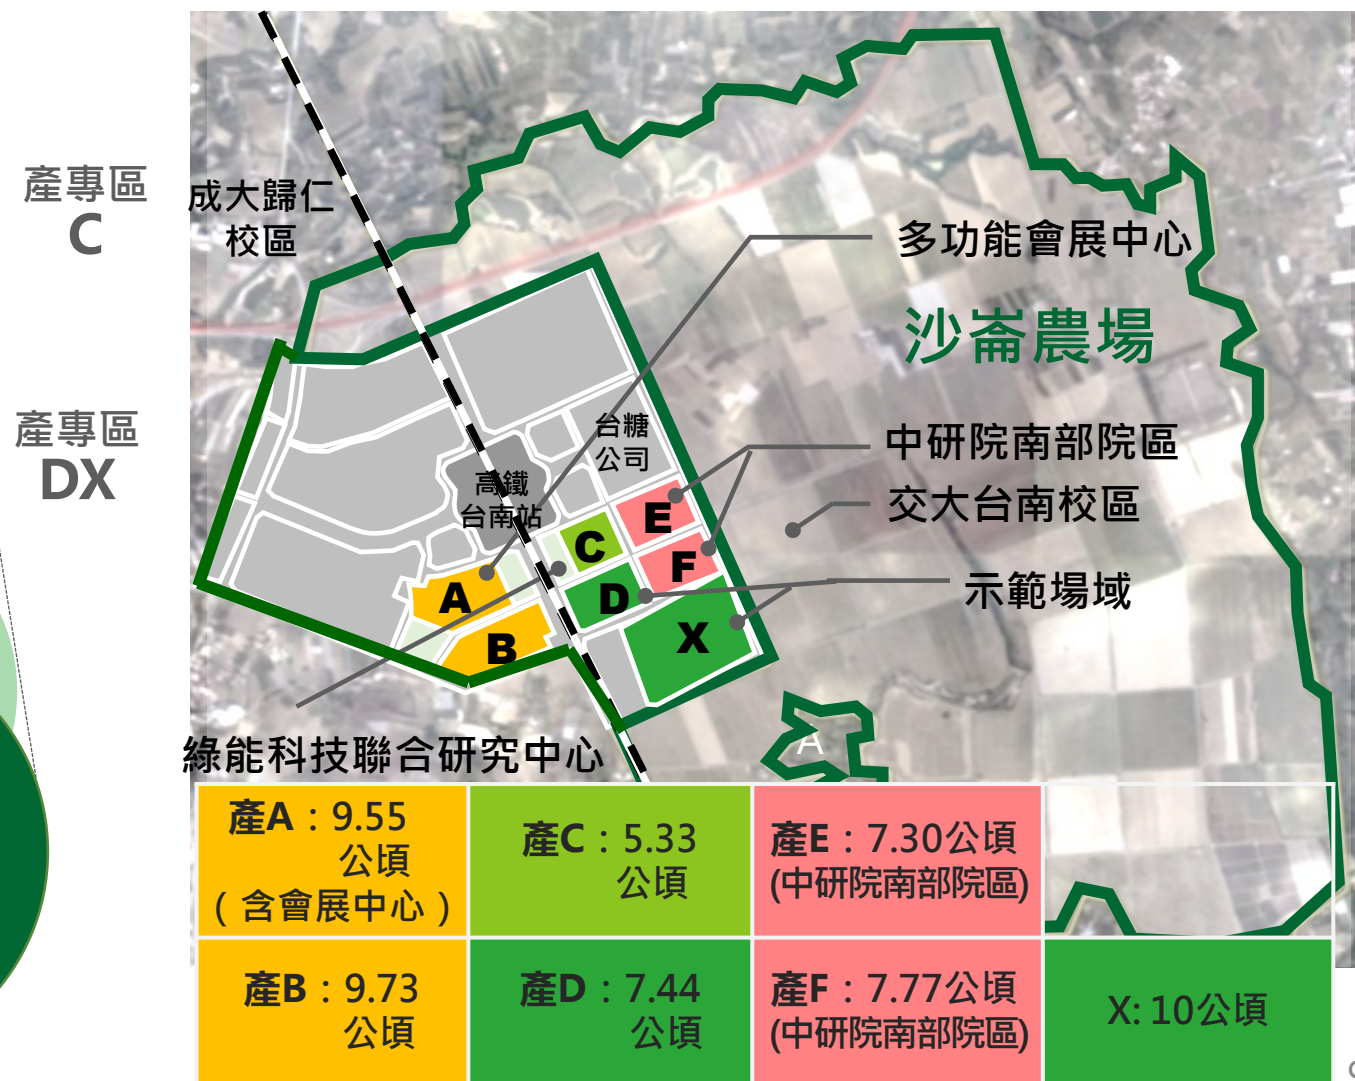 產專區
C
產專區
DX
成大歸仁
校區
多功能會展中心
沙崙農場
台糖
公司
中研院南部院區
高鐵
台南站
交大台南校區
示範場域
E
C
F
A
D
B
X
綠能科技聯合研究中心
A
產A：9.55
公頃
（含會展中心）
產C：5.33
公頃
產E：7.30公頃
(中研院南部院區)
產B：9.73
公頃
產D：7.44
公頃
產F：7.77公頃
(中研院南部院區)
X: 10公頃